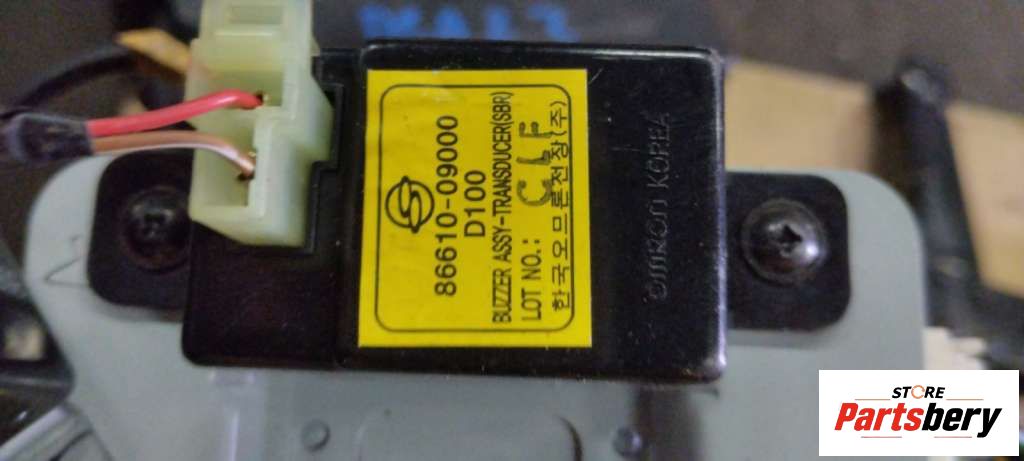 86610-09000
D100
BUZZER ASSY-TRANSDUCER(SBR)
LOT NO.: CLF
한국오므론전장(주)
OMRON KOREA
STORE
Partsbery